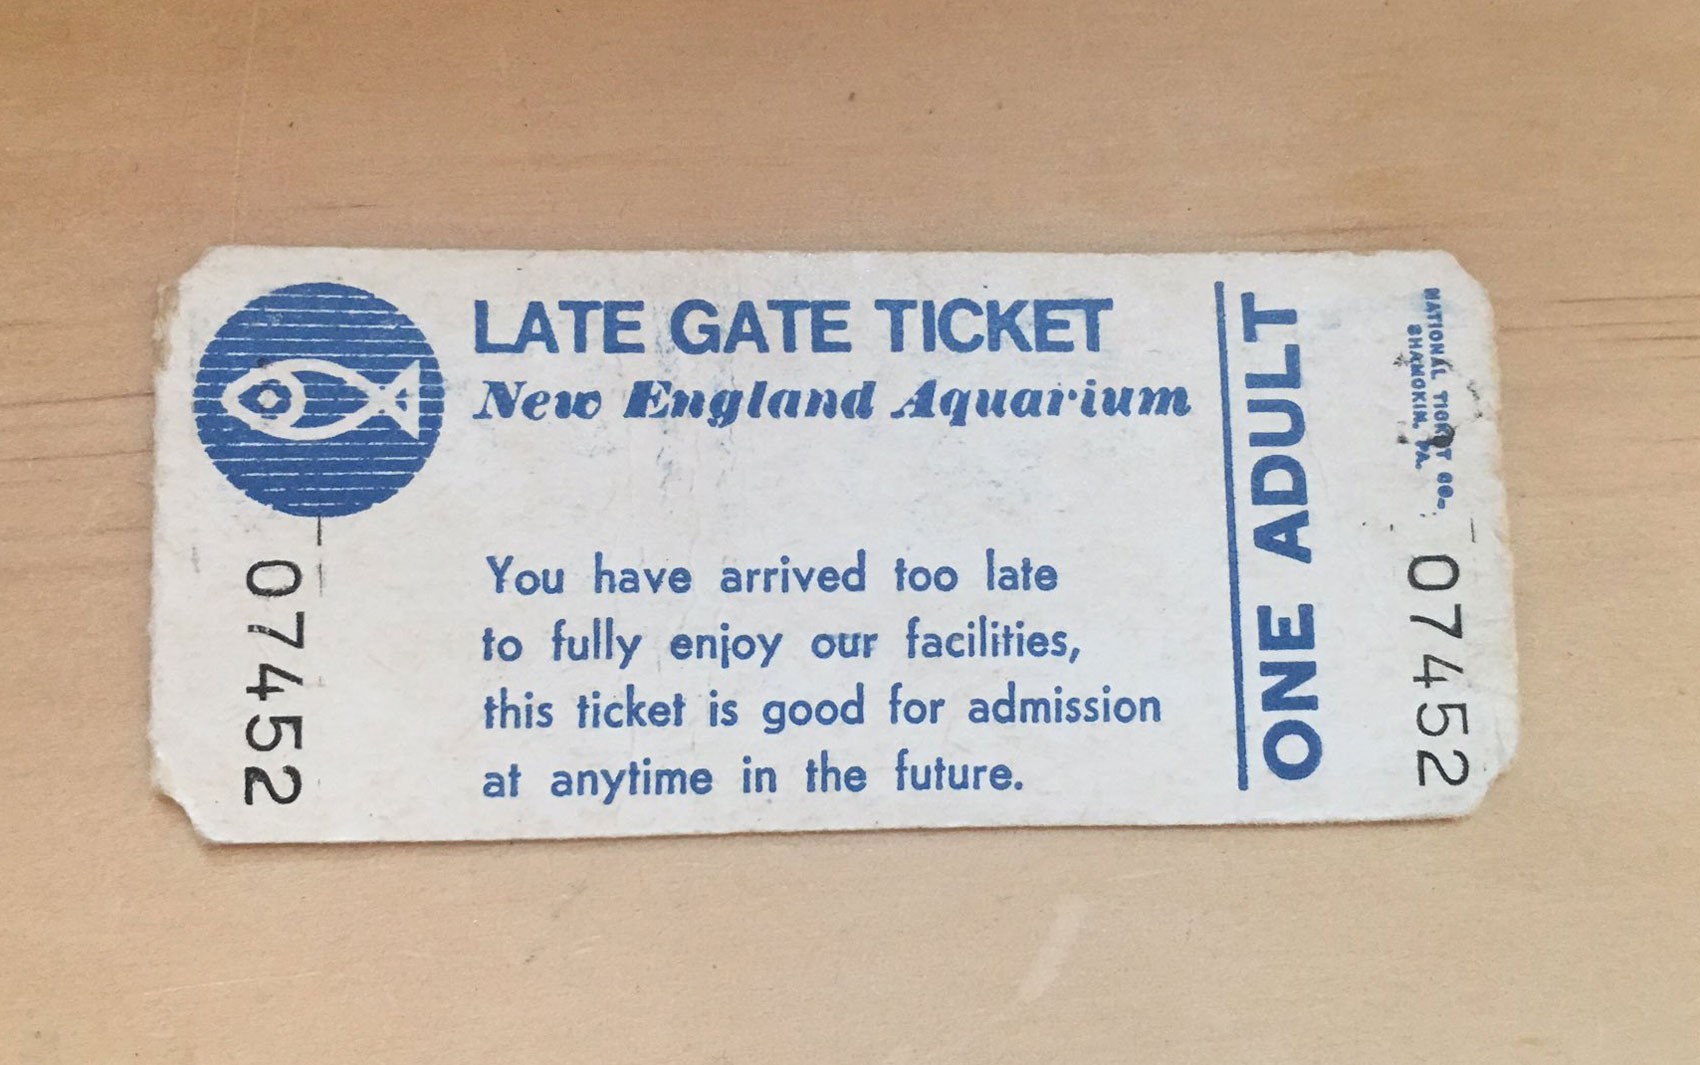 LATE GATE TICKET
New England Aquarium
You have arrived too late
to fully enjoy our facilities,
this ticket is good for admission
at anytime in the future.
07452
ONE ADULT
NATIONAL TICKET CO.
SHAMOKIN, PA.
07452